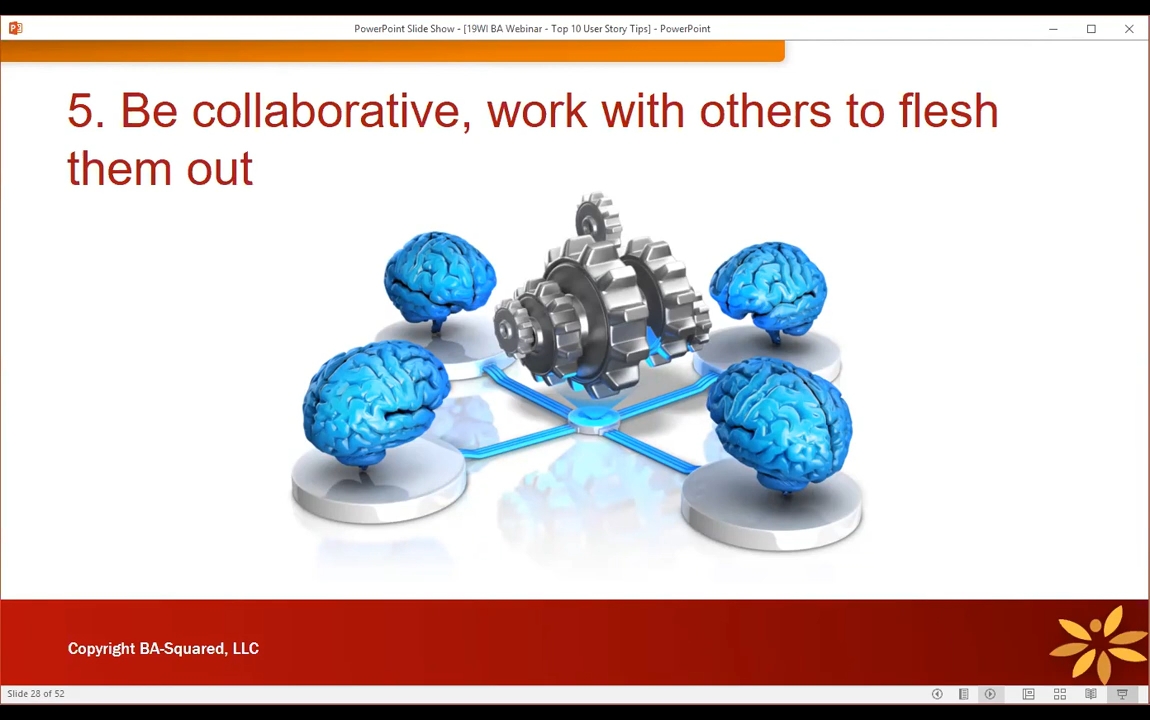 PowerPoint Slide Show - [19WI BA Webinar - Top 10 User Story Tips] - PowerPoint
5. Be collaborative, work with others to flesh
them out
Copyright BA-Squared, LLC
Slide 28 of 52